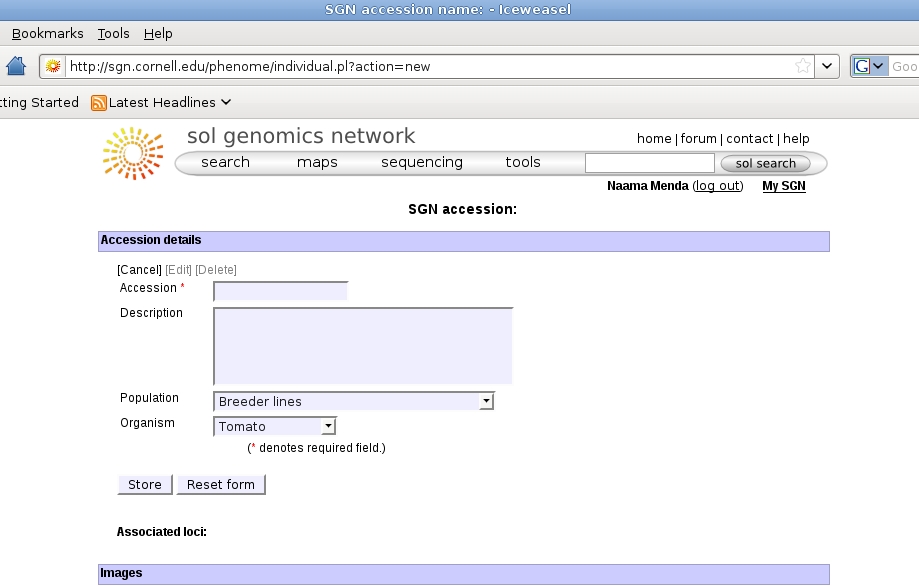 SGN accession name: - Iceweasel
Bookmarks Tools Help
http://sgn.cornell.edu/phenome/individual.pl?action=new
G Goo
ting Started Latest Headlines
sol genomics network
home | forum | contact | help
search maps sequencing tools sol search
Naama Menda (log out) My SGN
SGN accession:
Accession details
[Cancel] [Edit] [Delete]
Accession *
Description
Population Breeder lines
Organism Tomato
(* denotes required field.)
Store Reset form
Associated loci:
Images